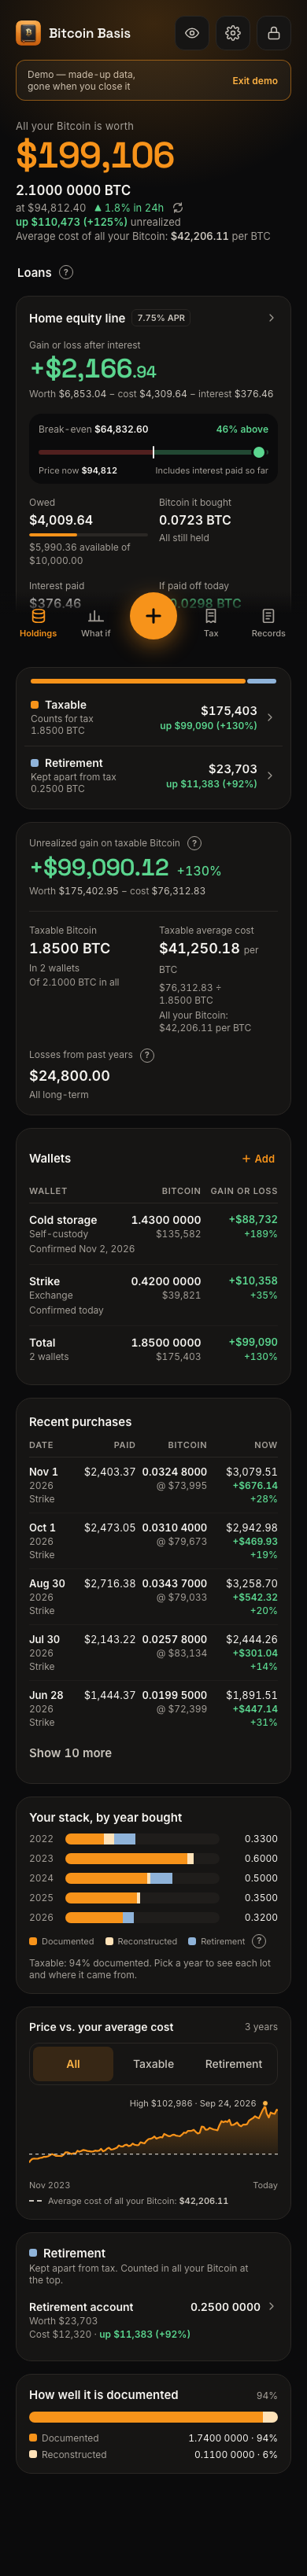 Bitcoin Basis
Demo — made-up data,
gone when you close it
Exit demo
All your Bitcoin is worth
$199,106
2.1000 0000 BTC
at $94,812.40 ▲ 1.8% in 24h
up $110,473 (+125%) unrealized
Average cost of all your Bitcoin: $42,206.11 per BTC
Loans ?
Home equity line 7.75% APR
Gain or loss after interest
+$2,166.94
Worth $6,853.04 − cost $4,309.64 − interest $376.46
Break-even $64,832.60 46% above
Price now $94,812 Includes interest paid so far
Owed Bitcoin it bought
$4,009.64 0.0723 BTC
All still held
$5,990.36 available of
$10,000.00
Interest paid If paid off today
$376.46 0.0298 BTC
Holdings What if + Tax Records
Taxable $175,403
Counts for tax up $99,090 (+130%)
1.8500 BTC
Retirement $23,703
Kept apart from tax up $11,383 (+92%)
0.2500 BTC
Unrealized gain on taxable Bitcoin ?
+$99,090.12 +130%
Worth $175,402.95 − cost $76,312.83
Taxable Bitcoin Taxable average cost
1.8500 BTC $41,250.18 per
BTC
In 2 wallets
Of 2.1000 BTC in all
$76,312.83 ÷
1.8500 BTC
All your Bitcoin:
$42,206.11 per BTC
Losses from past years ?
$24,800.00
All long-term
Wallets + Add
WALLET BITCOIN GAIN OR LOSS
Cold storage 1.4300 0000 +$88,732
Self-custody $135,582 +189%
Confirmed Nov 2, 2026
Strike 0.4200 0000 +$10,358
Exchange $39,821 +35%
Confirmed today
Total 1.8500 0000 +$99,090
2 wallets $175,403 +130%
Recent purchases
DATE PAID BITCOIN NOW
Nov 1 $2,403.37 0.0324 8000 $3,079.51
2026 @ $73,995 +$676.14
Strike +28%
Oct 1 $2,473.05 0.0310 4000 $2,942.98
2026 @ $79,673 +$469.93
Strike +19%
Aug 30 $2,716.38 0.0343 7000 $3,258.70
2026 @ $79,033 +$542.32
Strike +20%
Jul 30 $2,143.22 0.0257 8000 $2,444.26
2026 @ $83,134 +$301.04
Strike +14%
Jun 28 $1,444.37 0.0199 5000 $1,891.51
2026 @ $72,399 +$447.14
Strike +31%
Show 10 more
Your stack, by year bought
2022 0.3300
2023 0.6000
2024 0.5000
2025 0.3500
2026 0.3200
Documented Reconstructed Retirement ?
Taxable: 94% documented. Pick a year to see each lot
and where it came from.
Price vs. your average cost 3 years
All Taxable Retirement
High $102,986 · Sep 24, 2026
Nov 2023 Today
Average cost of all your Bitcoin: $42,206.11
Retirement
Kept apart from tax. Counted in all your Bitcoin at
the top.
Retirement account 0.2500 0000
Worth $23,703
Cost $12,320 · up $11,383 (+92%)
How well it is documented 94%
Documented 1.7400 0000 · 94%
Reconstructed 0.1100 0000 · 6%